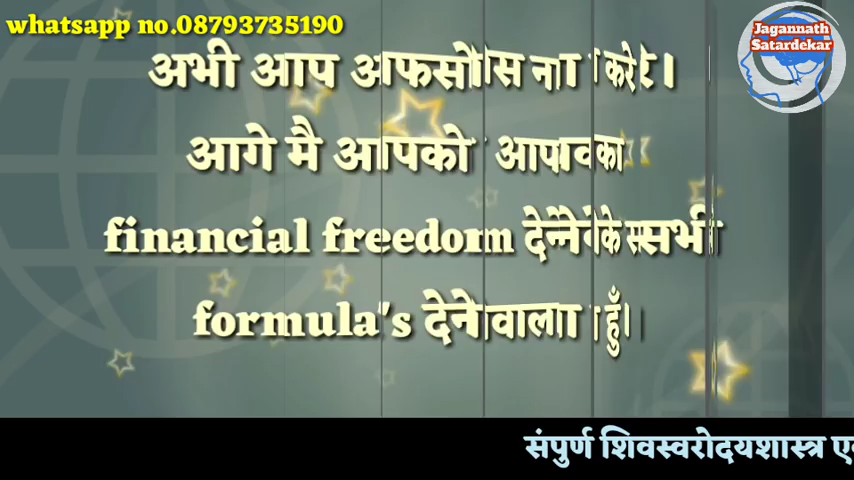 whatsapp no.08793735190
Jagannath
Satardekar
अभी आप अफसोस ना करे।
आगे मै आपको आपका
financial freedom देनेके सभी
formula's देने वाला हुँ।
संपुर्ण शिवस्वरोदयशास्त्र